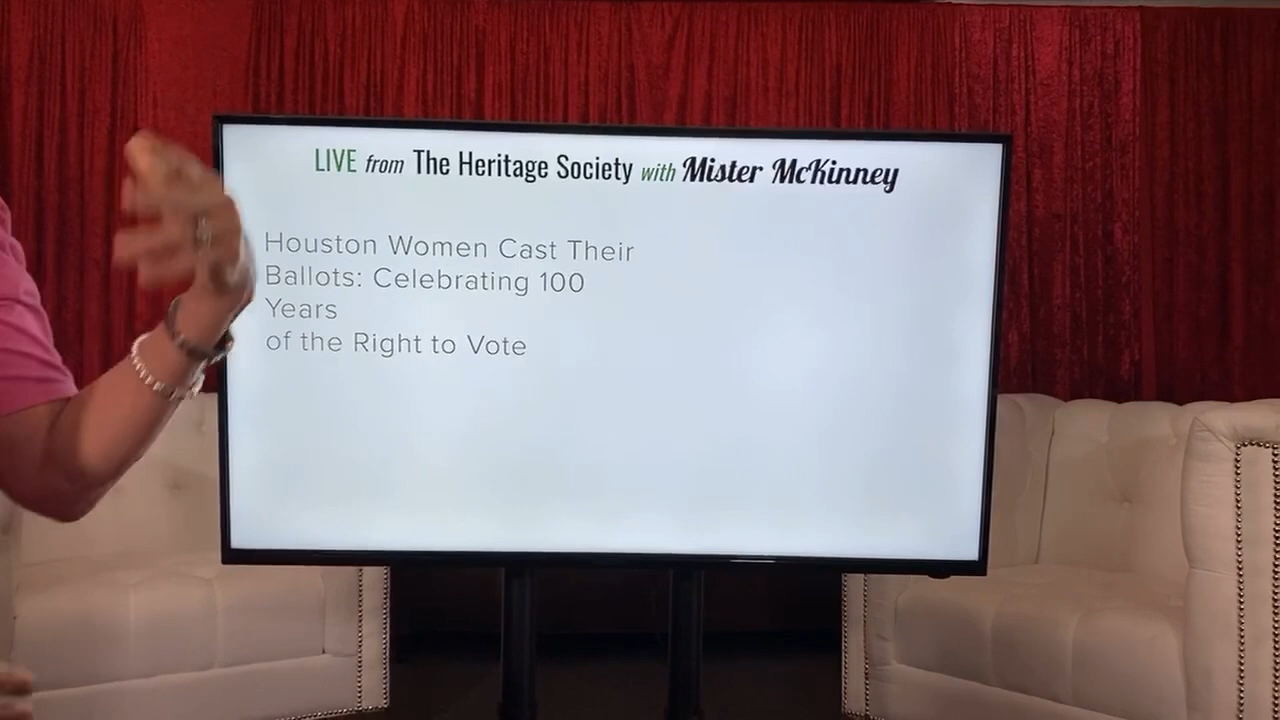 LIVE from The Heritage Society with Mister McKinney
Houston Women Cast Their
Ballots: Celebrating 100
Years
of the Right to Vote